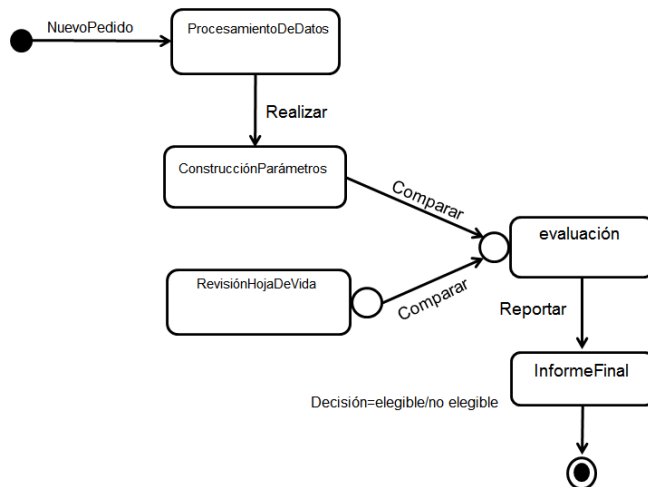 NuevoPedido
ProcesamientoDeDatos
Realizar
ConstrucciónParámetros
Comparar
evaluación
RevisiónHojaDeVida
Comparar
Reportar
InformeFinal
Decisión=elegible/no elegible